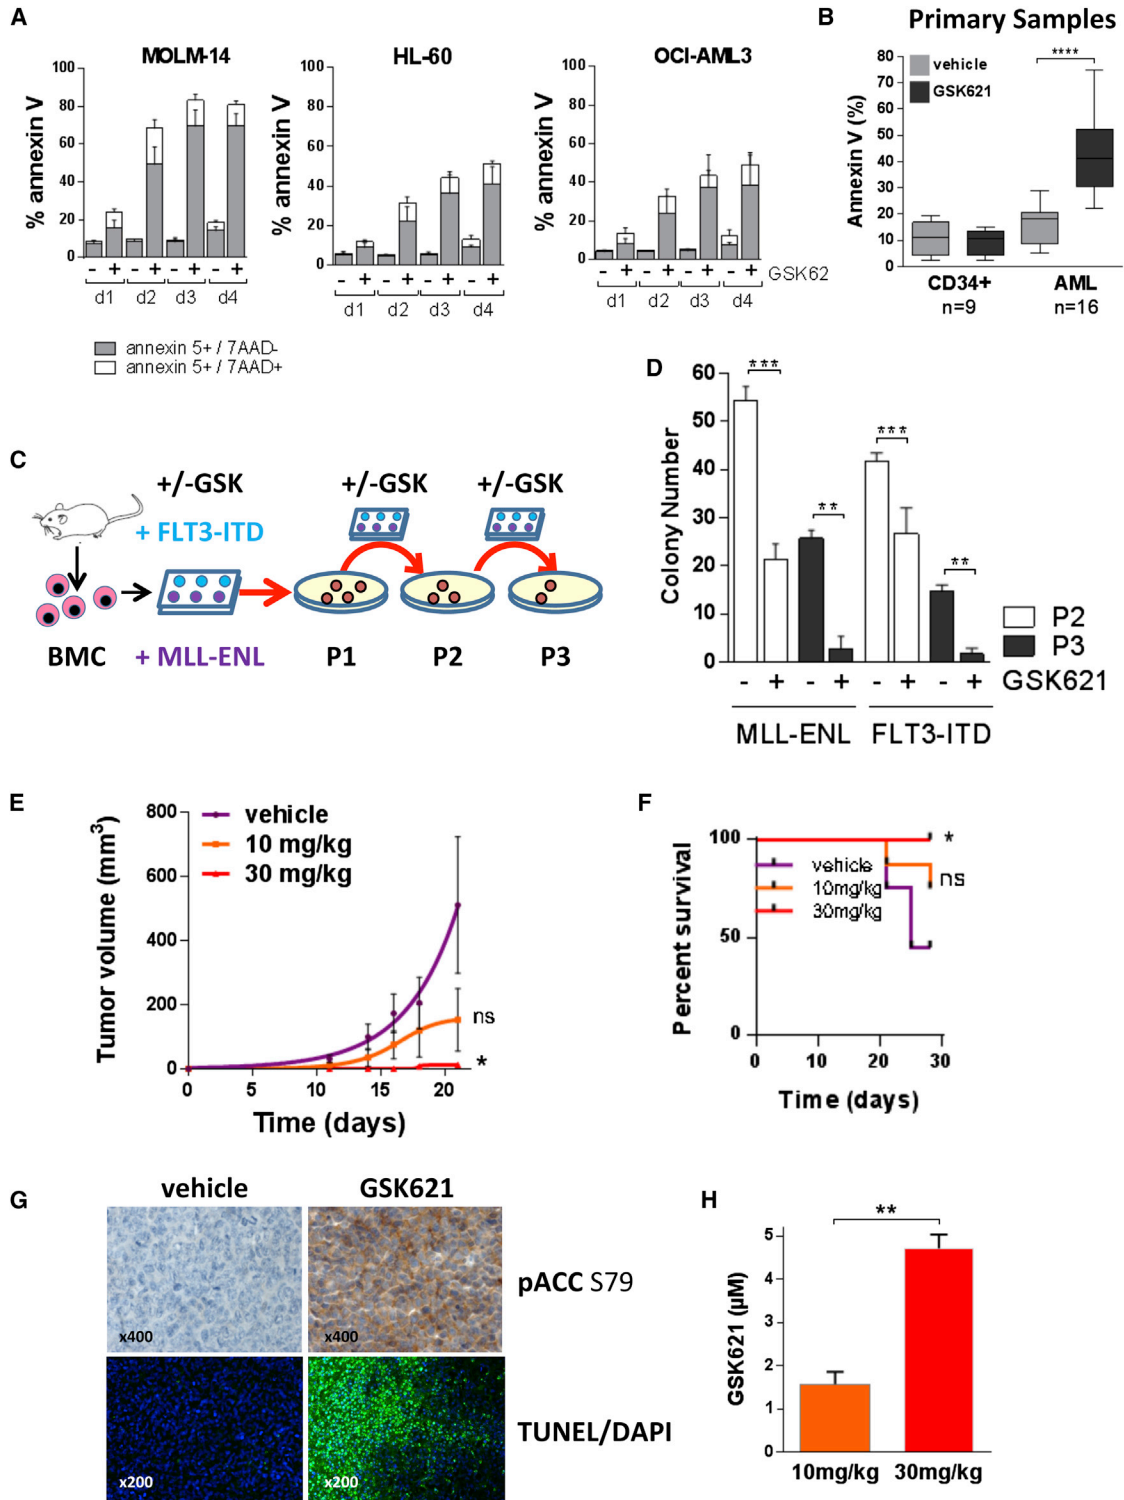 A
MOLM-14
HL-60
OCI-AML3
% annexin V
100
80
60
40
20
0
- + - + - + - +
d1 d2 d3 d4
% annexin V
100
80
60
40
20
0
- + - + - + - +
d1 d2 d3 d4
% annexin V
100
80
60
40
20
0
- + - + - + - +
GSK62
d1 d2 d3 d4
annexin 5+ / 7AAD-
annexin 5+ / 7AAD+
B
Primary Samples
Annexin V (%)
80
70
60
50
40
30
20
10
0
vehicle
GSK621
****
CD34+
n=9
AML
n=16
C
+/-GSK
+ FLT3-ITD
+/-GSK
+/-GSK
BMC
+ MLL-ENL
P1
P2
P3
D
Colony Number
60
50
40
30
20
10
0
***
**
***
**
P2
P3
- + - + - + - +
GSK621
MLL-ENL
FLT3-ITD
E
Tumor volume (mm3)
800
600
400
200
0
vehicle
10 mg/kg
30 mg/kg
ns
*
0 5 10 15 20
Time (days)
F
Percent survival
100
50
0
vehicle
10mg/kg
30mg/kg
*
ns
0 10 20 30
Time (days)
G
vehicle
GSK621
x400
x400
pACC S79
x200
x200
TUNEL/DAPI
H
GSK621 (µM)
5
4
3
2
1
0
**
10mg/kg
30mg/kg